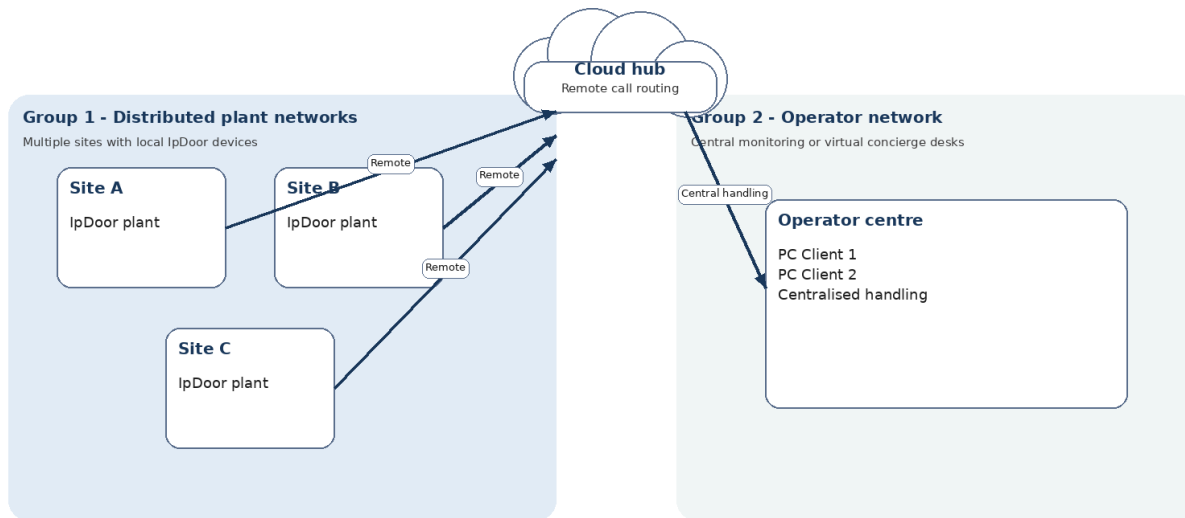 Cloud hub
Remote call routing
Group 1 - Distributed plant networks
Multiple sites with local IpDoor devices
Group 2 - Operator network
Central monitoring or virtual concierge desks
Remote
Site A
IpDoor plant
Site B
IpDoor plant
Remote
Central handling
Operator centre
PC Client 1
PC Client 2
Centralised handling
Remote
Site C
IpDoor plant